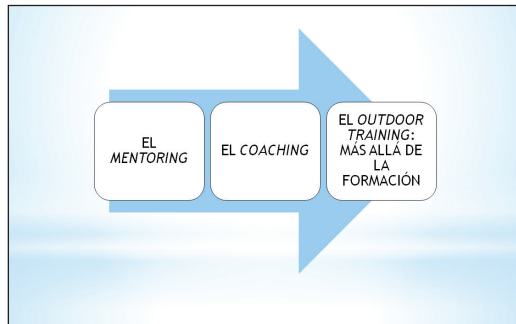 EL
MENTORING
EL COACHING
EL OUTDOOR
TRAINING:
MÁS ALLÁ DE
LA
FORMACIÓN